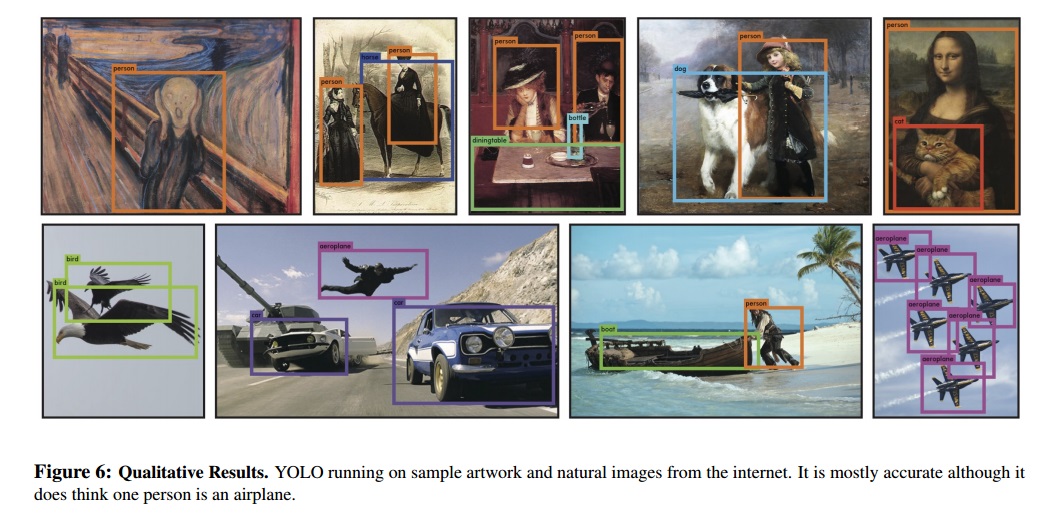 person
person
horse
person
person
person
bottle
diningtable
dog
person
person
cat
bird
bird
aeroplane
car
car
boat
person
aeroplane
aeroplane
aeroplane
aeroplane
aeroplane
aeroplane
Figure 6: Qualitative Results. YOLO running on sample artwork and natural images from the internet. It is mostly accurate although it
does think one person is an airplane.